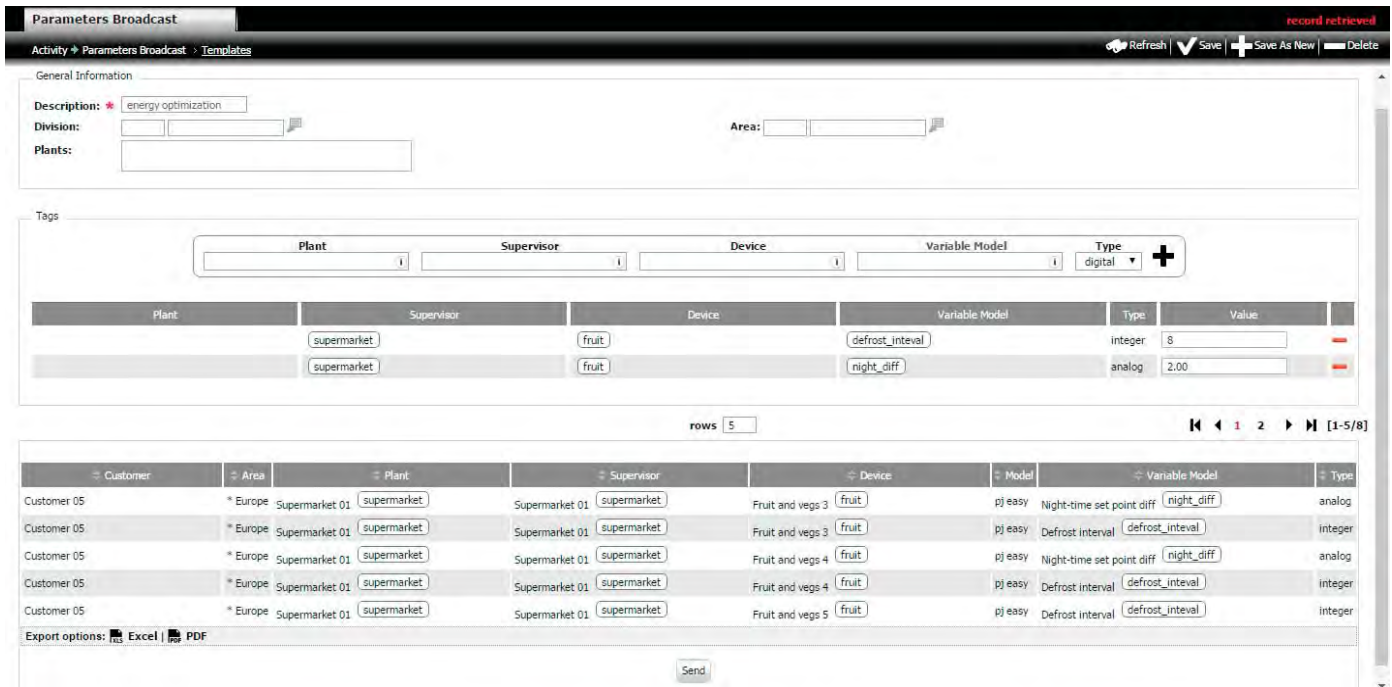 Parameters Broadcast
record retrieved
Activity Parameters Broadcast › Templates
Refresh | Save | Save As New | Delete
General Information
Description: * energy optimization
Division: Area:
Plants:
Tags
Plant Supervisor Device Variable Model Type
i i i i digital
Plant Supervisor Device Variable Model Type Value
supermarket fruit defrost_inteval integer 8
supermarket fruit night_diff analog 2.00
rows 5 1 2 [1-5/8]
Customer Area Plant Supervisor Device Model Variable Model Type
Customer 05 * Europe Supermarket 01 supermarket Supermarket 01 supermarket Fruit and vegs 3 fruit pj easy Night-time set point diff night_diff analog
Customer 05 * Europe Supermarket 01 supermarket Supermarket 01 supermarket Fruit and vegs 3 fruit pj easy Defrost interval defrost_inteval integer
Customer 05 * Europe Supermarket 01 supermarket Supermarket 01 supermarket Fruit and vegs 4 fruit pj easy Night-time set point diff night_diff analog
Customer 05 * Europe Supermarket 01 supermarket Supermarket 01 supermarket Fruit and vegs 4 fruit pj easy Defrost interval defrost_inteval integer
Customer 05 * Europe Supermarket 01 supermarket Supermarket 01 supermarket Fruit and vegs 5 fruit pj easy Defrost interval defrost_inteval integer
Export options: XLS Excel | PDF PDF
Send